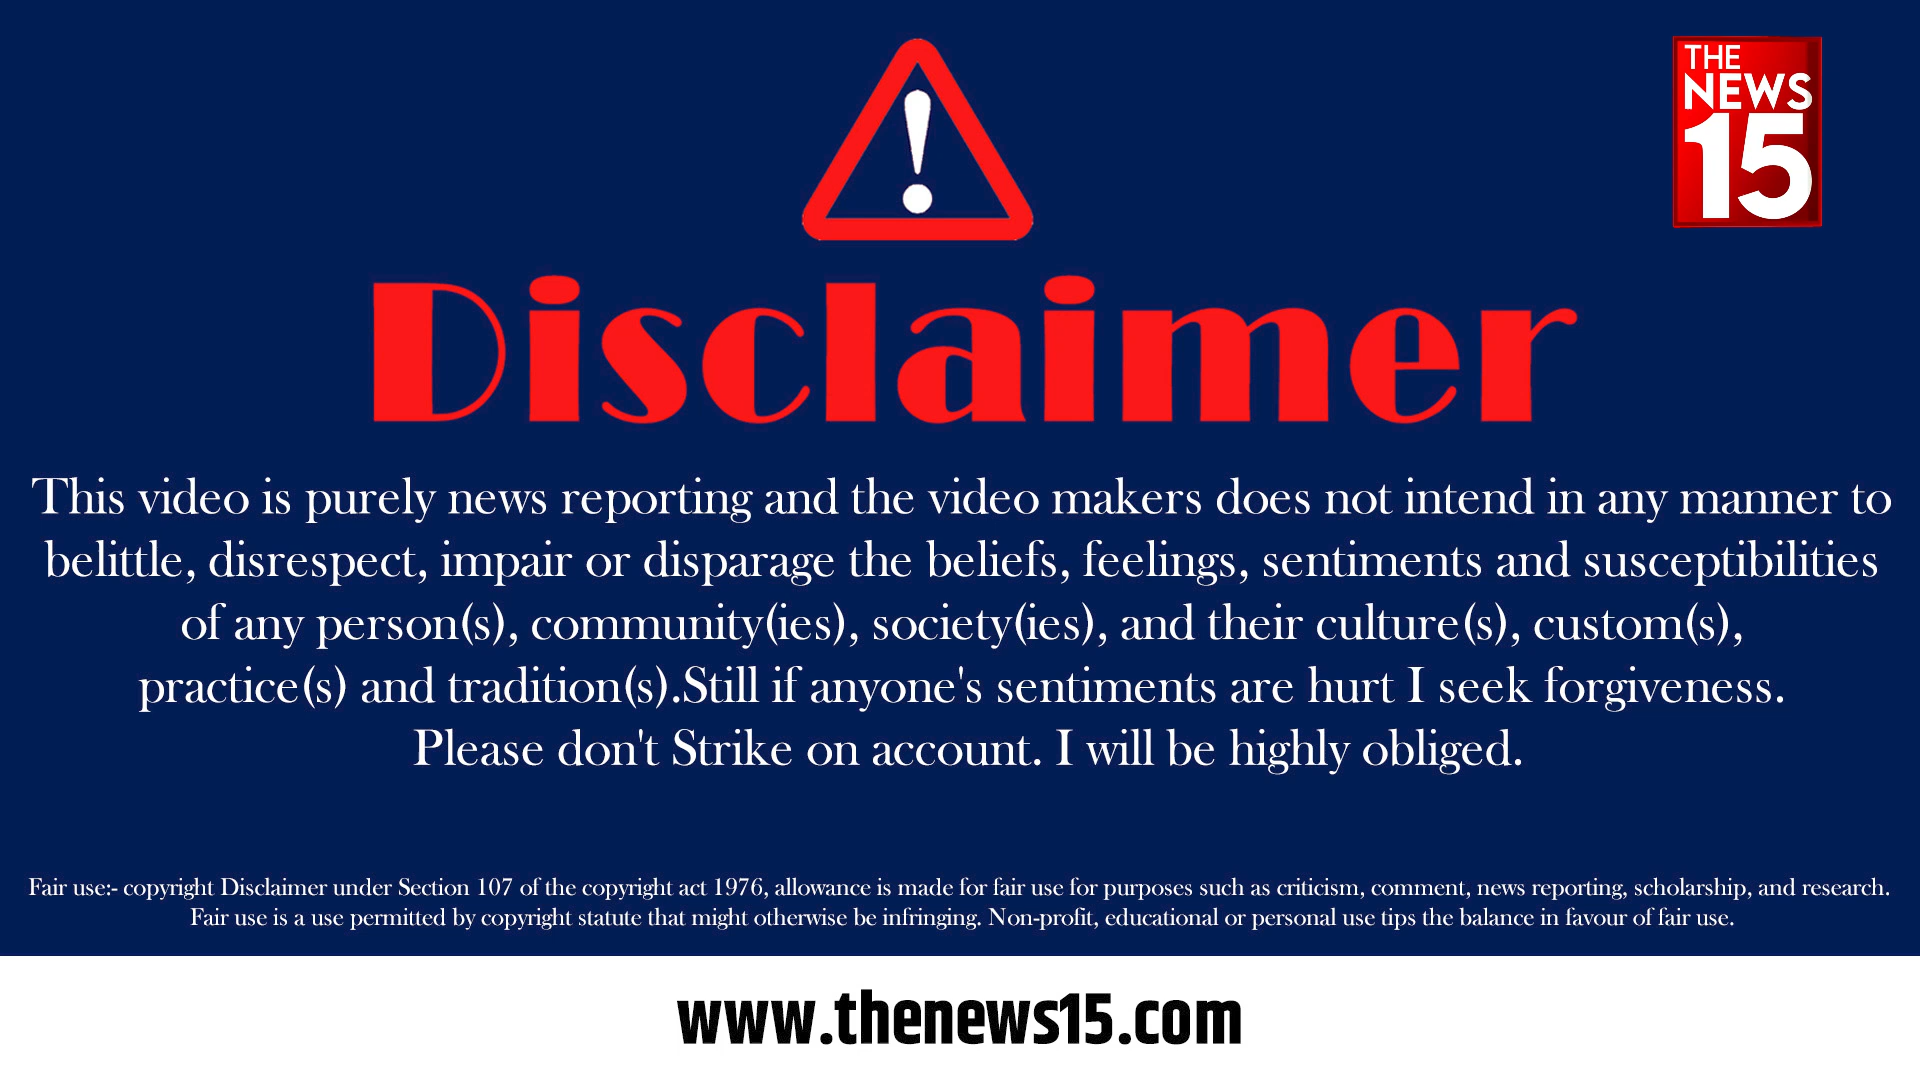 THE
NEWS
15
Disclaimer
This video is purely news reporting and the video makers does not intend in any manner to
belittle, disrespect, impair or disparage the beliefs, feelings, sentiments and susceptibilities
of any person(s), community(ies), society(ies), and their culture(s), custom(s),
practice(s) and tradition(s).Still if anyone's sentiments are hurt I seek forgiveness.
Please don't Strike on account. I will be highly obliged.
Fair use:- copyright Disclaimer under Section 107 of the copyright act 1976, allowance is made for fair use for purposes such as criticism, comment, news reporting, scholarship, and research.
Fair use is a use permitted by copyright statute that might otherwise be infringing. Non-profit, educational or personal use tips the balance in favour of fair use.
www.thenews15.com